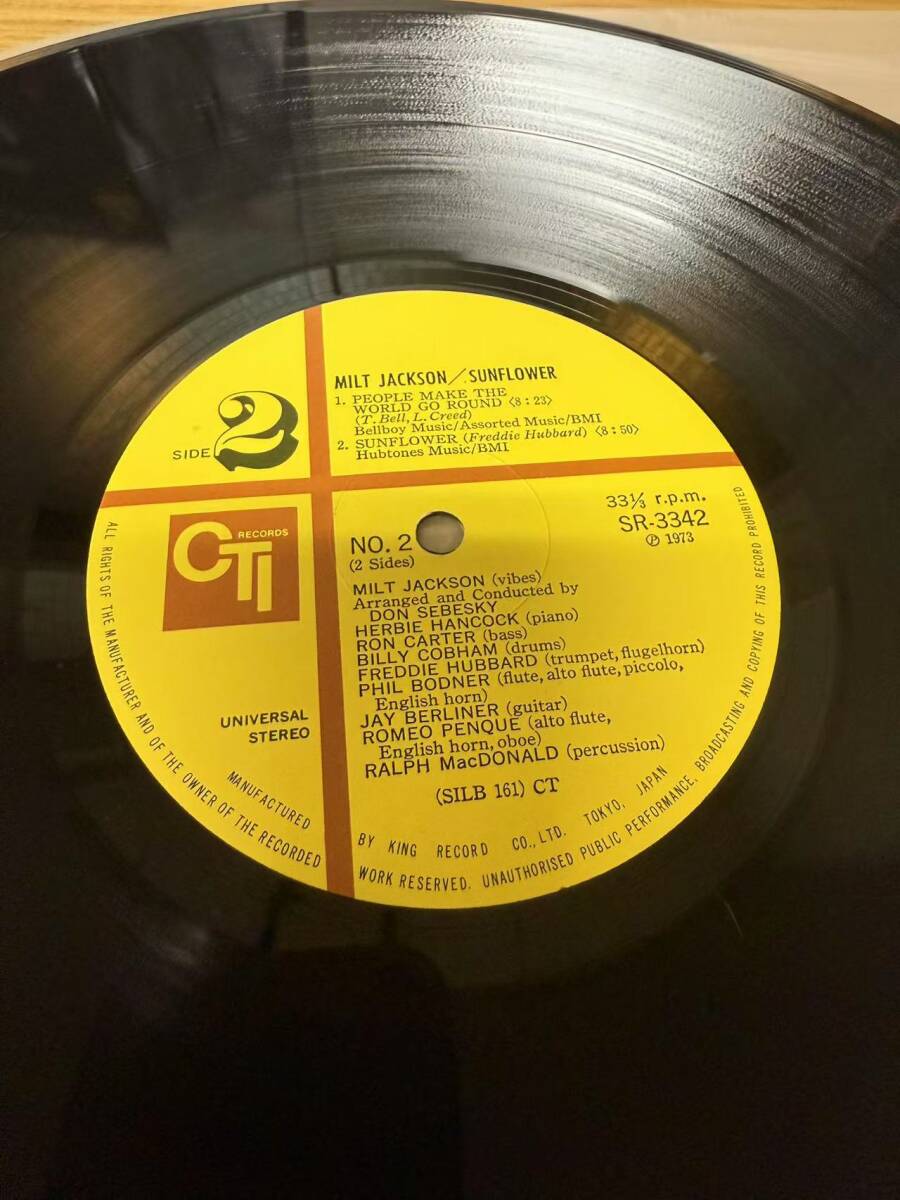 MILT JACKSON/SUNFLOWER
1. PEOPLE MAKE THE
WORLD GO ROUND 〈8:23〉
(T. Bell, L. Creed)
Bellboy Music/Assorted Music/BMI
2. SUNFLOWER (Freddie Hubbard) 〈8:50〉
Hubtones Music/BMI
SIDE 2
CTI RECORDS
33⅓ r.p.m.
SR-3342
Ⓟ 1973
NO. 2
(2 Sides)
MILT JACKSON (vibes)
Arranged and Conducted by
DON SEBESKY
HERBIE HANCOCK (piano)
RON CARTER (bass)
BILLY COBHAM (drums)
FREDDIE HUBBARD (trumpet, flugelhorn)
PHIL BODNER (flute, alto flute, piccolo,
English horn)
JAY BERLINER (guitar)
ROMEO PENQUE (alto flute,
English horn, oboe)
RALPH MacDONALD (percussion)
(SILB 161) CT
UNIVERSAL
STEREO
MANUFACTURED BY KING RECORD CO., LTD. TOKYO, JAPAN
ALL RIGHTS OF THE MANUFACTURER AND OF THE OWNER OF THE RECORDED WORK RESERVED. UNAUTHORISED PUBLIC PERFORMANCE, BROADCASTING AND COPYING OF THIS RECORD PROHIBITED